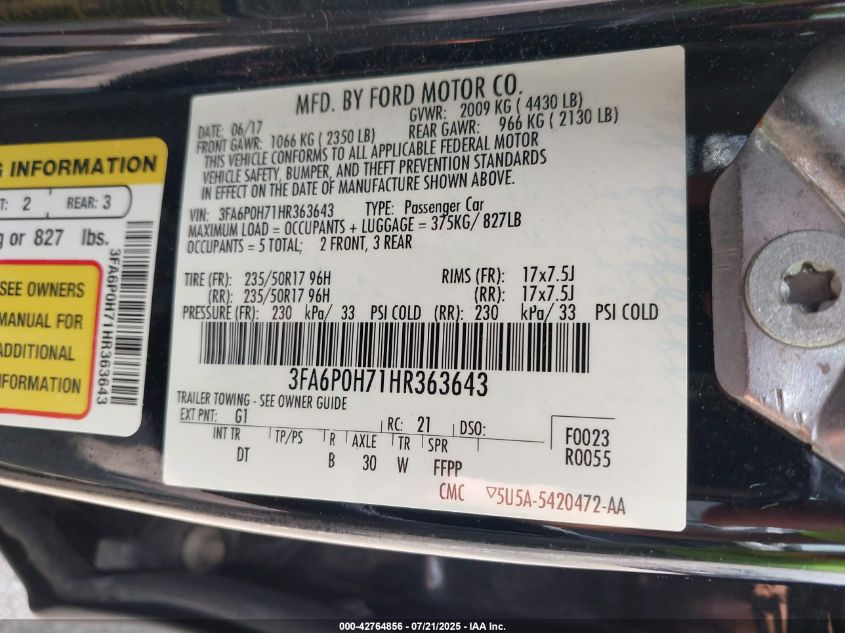 MFD. BY FORD MOTOR CO.
DATE: 06/17 GVWR: 2009 KG ( 4430 LB)
FRONT GAWR: 1066 KG ( 2350 LB) REAR GAWR: 966 KG ( 2130 LB)
THIS VEHICLE CONFORMS TO ALL APPLICABLE FEDERAL MOTOR
VEHICLE SAFETY, BUMPER, AND THEFT PREVENTION STANDARDS
IN EFFECT ON THE DATE OF MANUFACTURE SHOWN ABOVE.
VIN: 3FA6P0H71HR363643 TYPE: Passenger Car
MAXIMUM LOAD = OCCUPANTS + LUGGAGE = 375KG/ 827LB
OCCUPANTS = 5 TOTAL; 2 FRONT, 3 REAR
TIRE (FR): 235/50R17 96H RIMS (FR): 17x7.5J
(RR): 235/50R17 96H (RR): 17x7.5J
PRESSURE (FR): 230 kPa/ 33 PSI COLD (RR): 230 kPa/ 33 PSI COLD
3FA6P0H71HR363643
TRAILER TOWING - SEE OWNER GUIDE
EXT PNT: G1 RC: 21 DSO:
INT TR TP/PS R AXLE TR SPR
DT B 30 W FFPP
F0023
R0055
CMC 5U5A-5420472-AA
G INFORMATION
T: 2 REAR: 3
g or 827 lbs.
SEE OWNERS
MANUAL FOR
ADDITIONAL
INFORMATION
3FA6P0H71HR363643
000-42764856 - 07/21/2025 - IAA Inc.